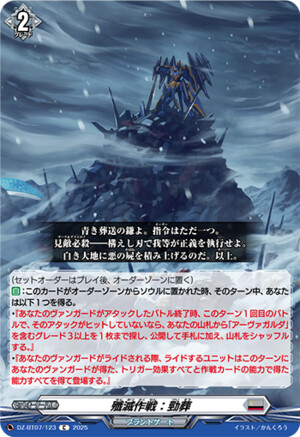 2
グレード
青き葬送の鎌よ。指令はただ一つ。
見敵必殺――構えし刃で我等が正義を執行せよ。
白き大地に悪の屍を積み上げるのだ。以上。
(セットオーダーはプレイ後、オーダーゾーンに置く)
:このカードがオーダーゾーンからソウルに置かれた時、そのターン中、あなたは以下1つを得る。
・「あなたのヴァンガードがアタックしたバトル終了時、このターン1回目のバトルで、そのアタックがヒットしていないなら、あなたの山札から「アーヴァガルダ」を含むグレード3以上を1枚まで探し、公開して手札に加え、山札をシャッフルする。」
・「あなたのヴァンガードがライドされる時、ライドするユニットはこのターン中にあなたのヴァンガードが得た、トリガー効果すべてと作れたカードの能力で得た能力すべてを得て登場する。」
セットオーダー
殲滅作戦:勁葬
ブラントゲート
DZ-BT07/123 C 2025
イラスト/かんくろう